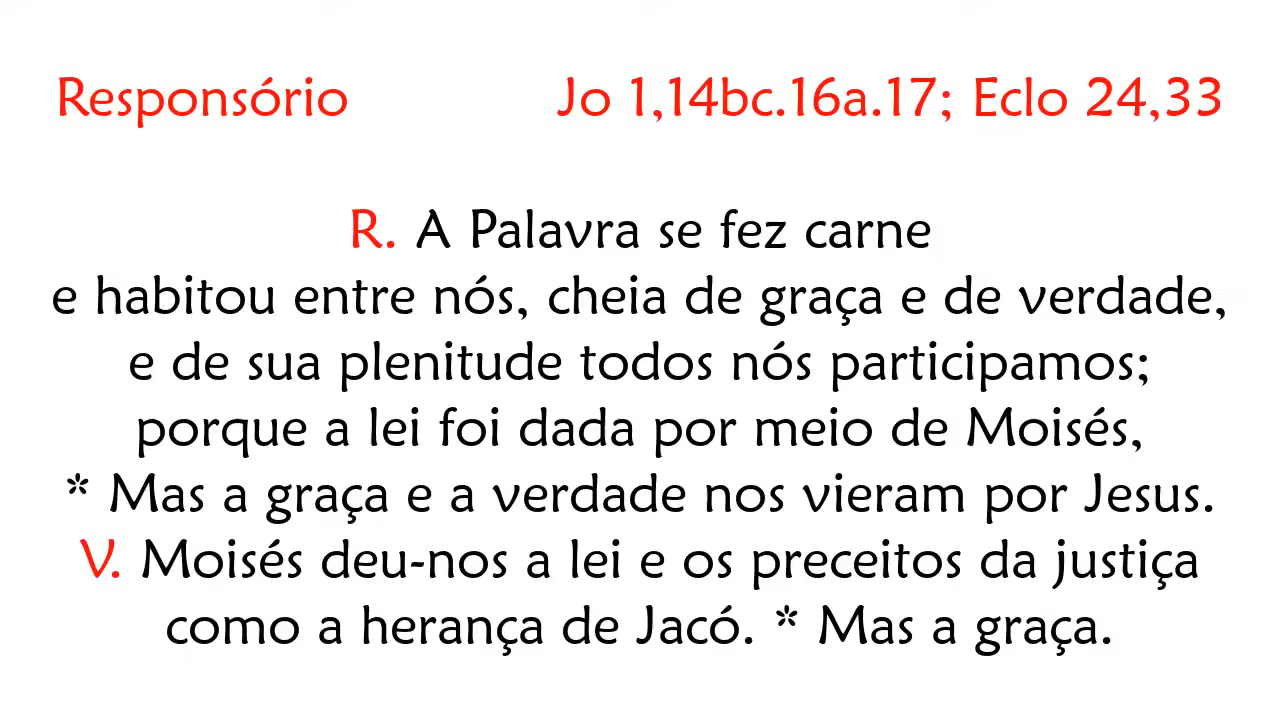 Responsório Jo 1,14bc.16a.17; Eclo 24,33
R. A Palavra se fez carne
e habitou entre nós, cheia de graça e de verdade,
e de sua plenitude todos nós participamos;
porque a lei foi dada por meio de Moisés,
* Mas a graça e a verdade nos vieram por Jesus.
V. Moisés deu-nos a lei e os preceitos da justiça
como a herança de Jacó. * Mas a graça.